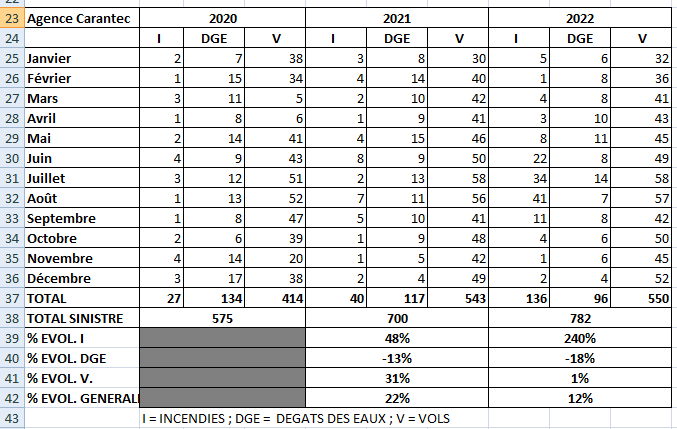 22
23 Agence Carantec 2020 2021 2022
24 I DGE V I DGE V I DGE V
25 Janvier 2 7 38 3 8 30 5 6 32
26 Février 1 15 34 4 14 40 1 8 36
27 Mars 3 11 5 2 10 42 4 8 41
28 Avril 1 8 6 1 9 41 3 10 43
29 Mai 2 14 41 4 15 46 8 11 45
30 Juin 4 9 43 8 9 50 22 8 49
31 Juillet 3 12 51 2 13 58 34 14 58
32 Août 1 13 52 7 11 56 41 7 57
33 Septembre 1 8 47 5 10 41 11 8 42
34 Octobre 2 6 39 1 9 48 4 6 50
35 Novembre 4 14 20 1 5 42 1 6 45
36 Décembre 3 17 38 2 4 49 2 4 52
37 TOTAL 27 134 414 40 117 543 136 96 550
38 TOTAL SINISTRE 575 700 782
39 % EVOL. I 48% 240%
40 % EVOL. DGE -13% -18%
41 % EVOL. V. 31% 1%
42 % EVOL. GENERAL 22% 12%
43 I = INCENDIES ; DGE = DEGATS DES EAUX ; V = VOLS